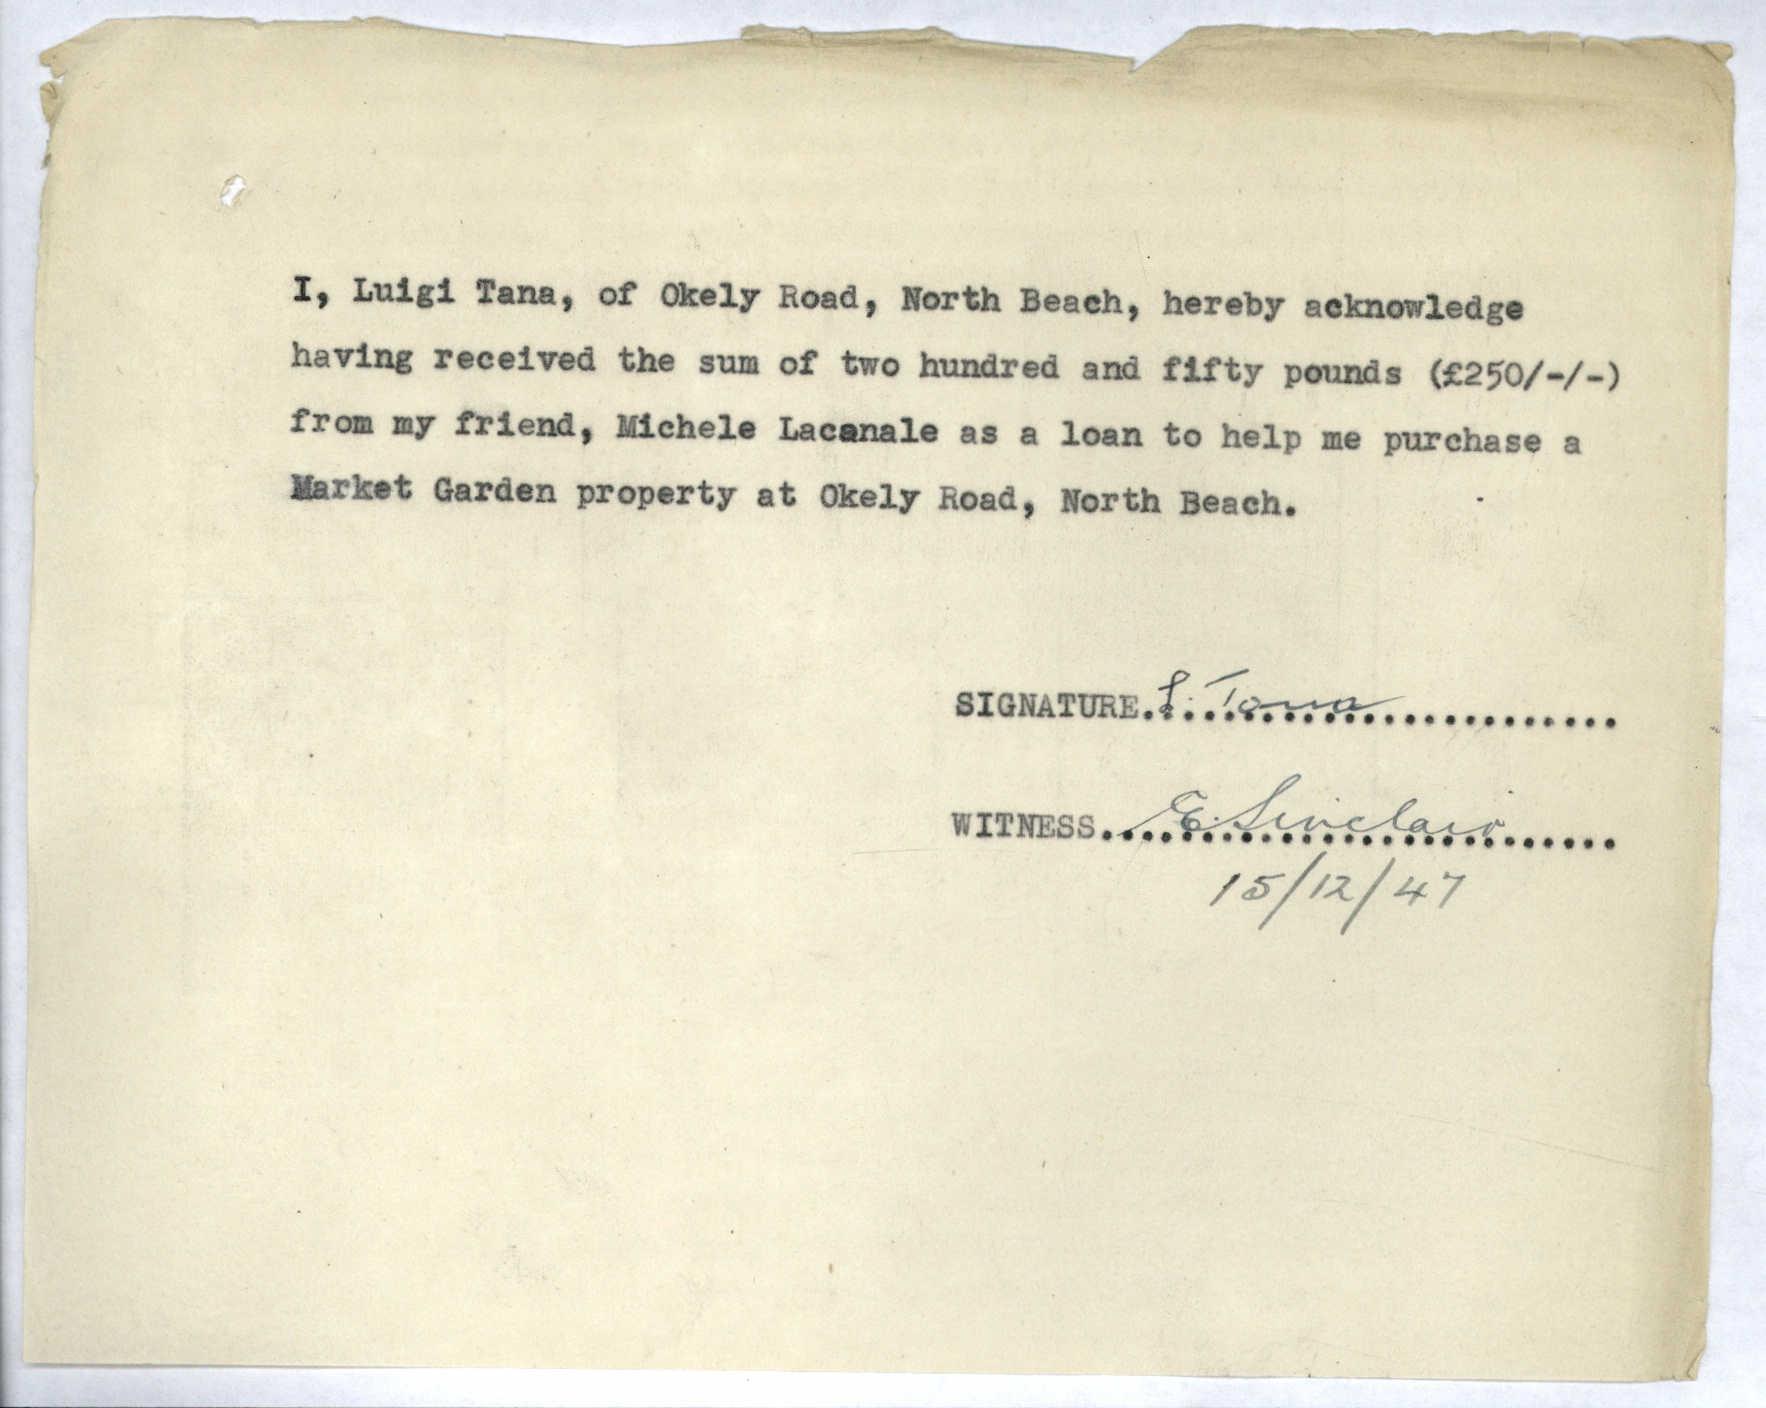 I, Luigi Tana, of Okely Road, North Beach, hereby acknowledge
having received the sum of two hundred and fifty pounds (£250/-/-)
from my friend, Michele Lacanale as a loan to help me purchase a
Market Garden property at Okely Road, North Beach.
SIGNATURE. L. Tana
WITNESS. E. Sinclair
15/12/47